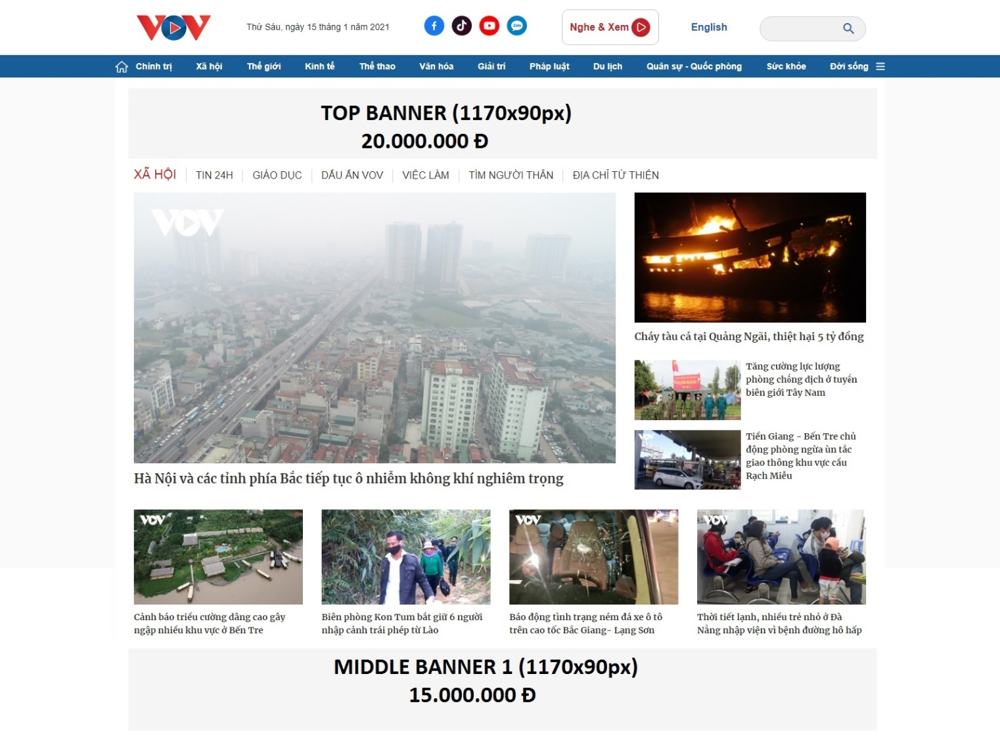 VOV
Thứ Sáu, ngày 15 tháng 1 năm 2021
Zalo
Nghe & Xem
English
Chính trị
Xã hội
Thế giới
Kinh tế
Thể thao
Văn hóa
Giải trí
Pháp luật
Du lịch
Quân sự - Quốc phòng
Sức khỏe
Đời sống
TOP BANNER (1170x90px)
20.000.000 Đ
XÃ HỘI
TIN 24H
GIÁO DỤC
DẤU ẤN VOV
VIỆC LÀM
TÌM NGƯỜI THÂN
ĐỊA CHỈ TỪ THIỆN
VOV
Hà Nội và các tỉnh phía Bắc tiếp tục ô nhiễm không khí nghiêm trọng
Cháy tàu cá tại Quảng Ngãi, thiệt hại 5 tỷ đồng
Tăng cường lực lượng
phòng chống dịch ở tuyến
biên giới Tây Nam
VOV
Tiền Giang - Bến Tre chủ
động phòng ngừa ùn tắc
giao thông khu vực cầu
Rạch Miễu
VOV
Cảnh báo triều cường dâng cao gây
ngập nhiều khu vực ở Bến Tre
Biên phòng Kon Tum bắt giữ 6 người
nhập cảnh trái phép từ Lào
VOV
Báo động tình trạng ném đá xe ô tô
trên cao tốc Bắc Giang- Lạng Sơn
VOV
Thời tiết lạnh, nhiều trẻ nhỏ ở Đà
Nẵng nhập viện vì bệnh đường hô hấp
MIDDLE BANNER 1 (1170x90px)
15.000.000 Đ